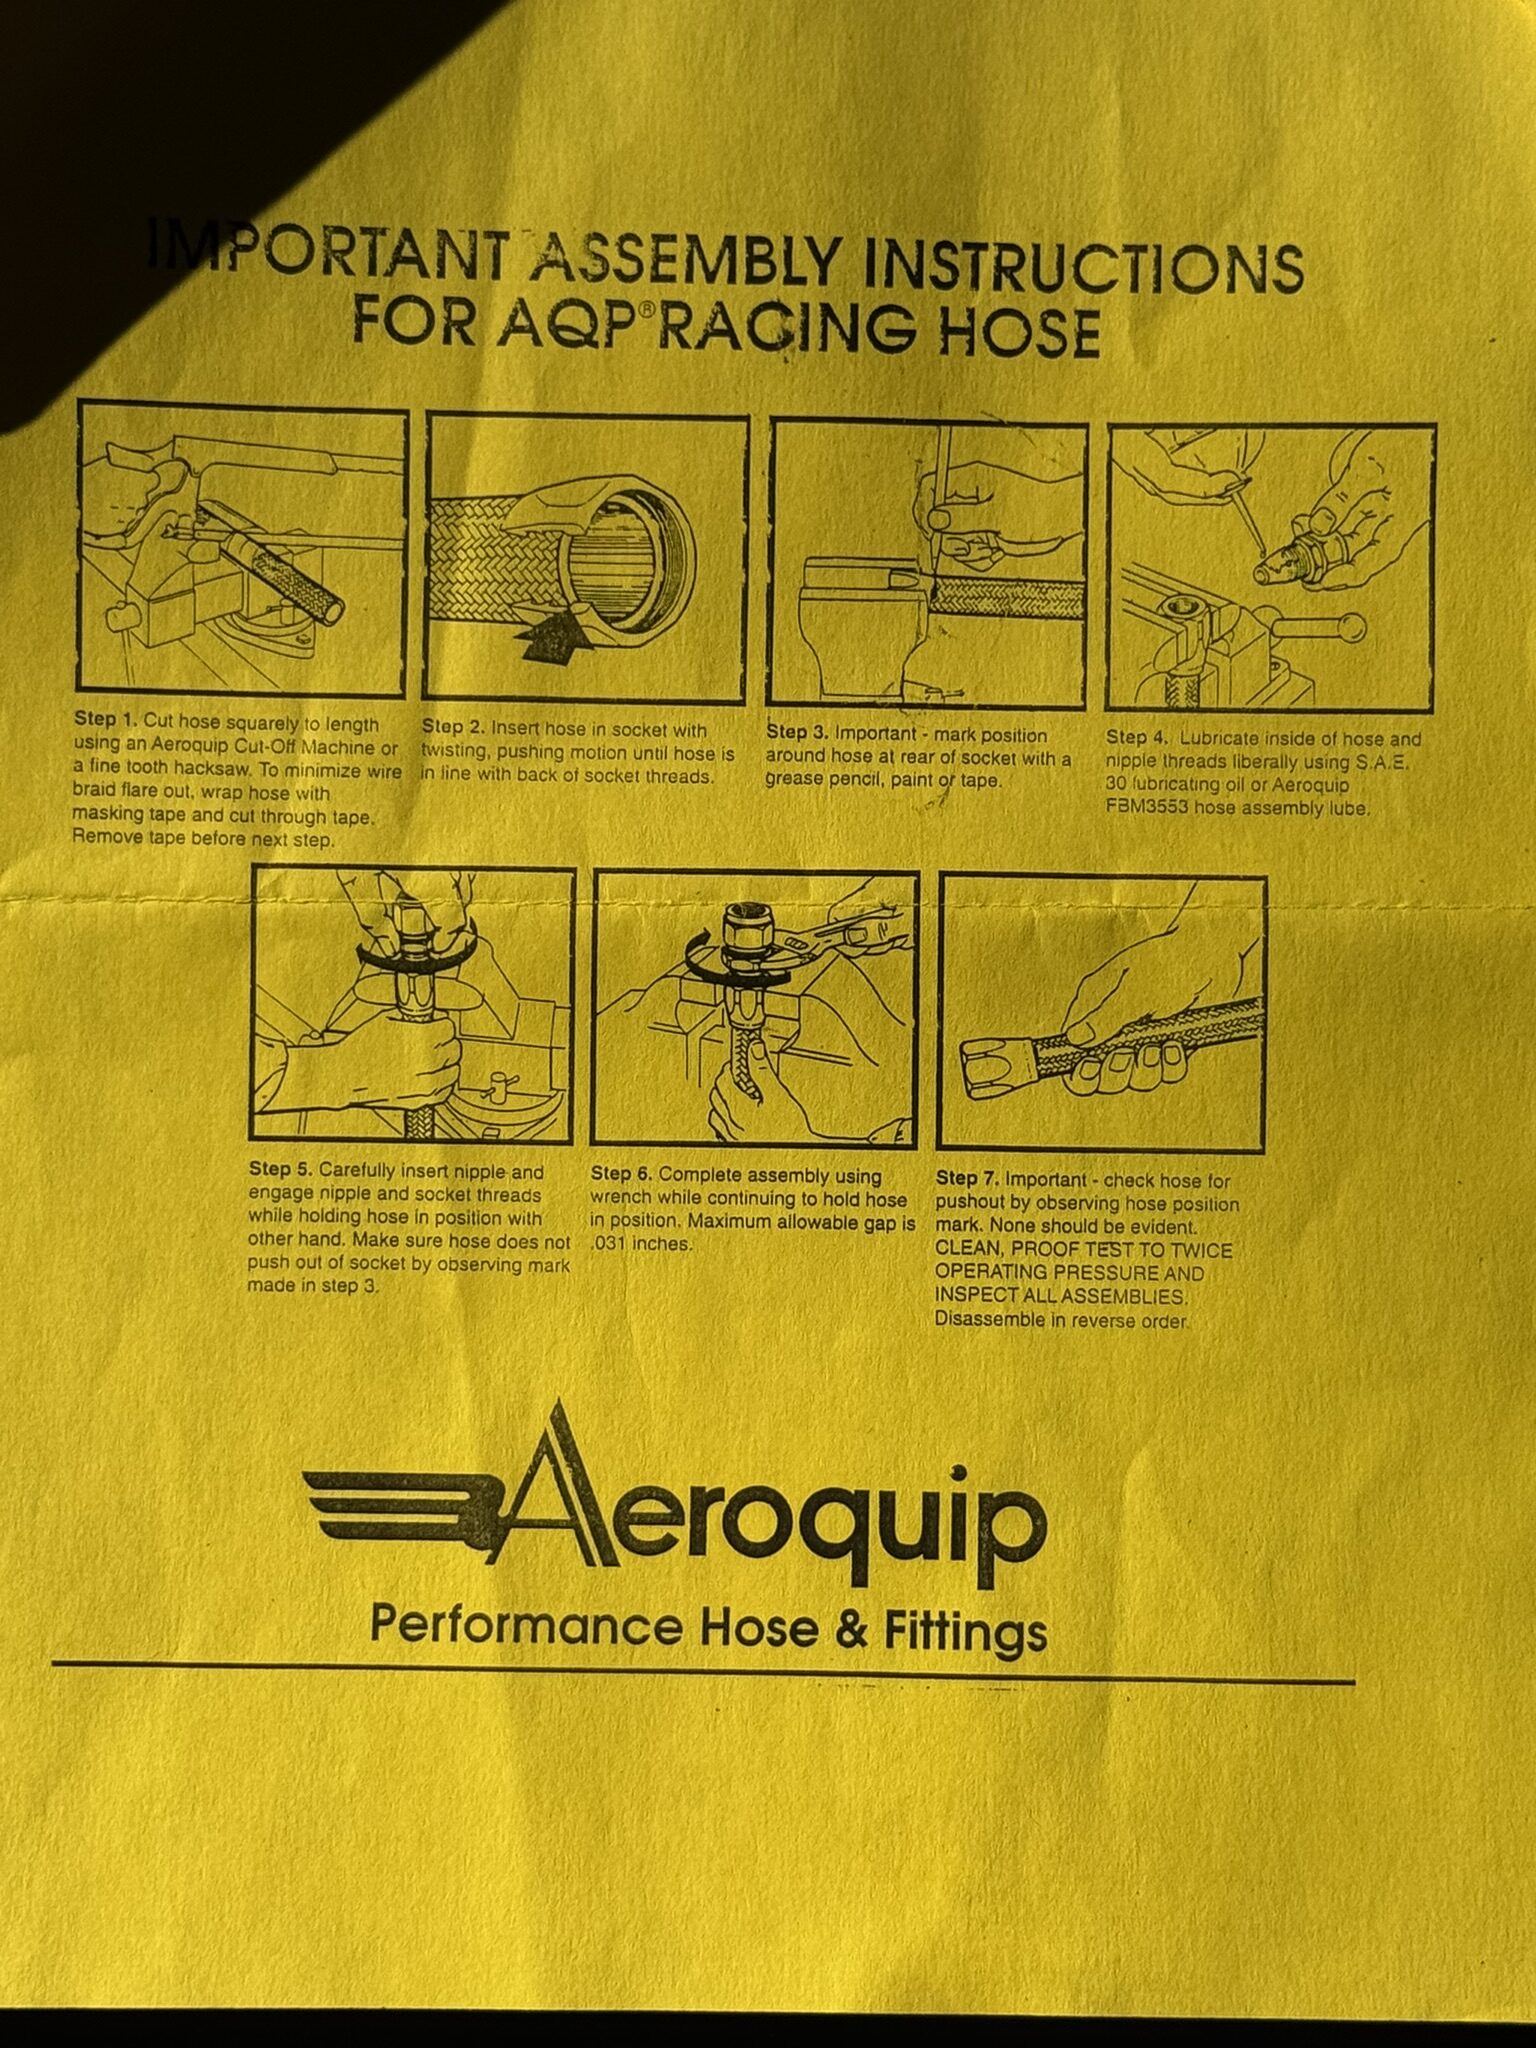 IMPORTANT ASSEMBLY INSTRUCTIONS
FOR AQP® RACING HOSE
Step 1. Cut hose squarely to length
using an Aeroquip Cut-Off Machine or
a fine tooth hacksaw. To minimize wire
braid flare out, wrap hose with
masking tape and cut through tape.
Remove tape before next step.
Step 2. Insert hose in socket with
twisting, pushing motion until hose is
in line with back of socket threads.
Step 3. Important - mark position
around hose at rear of socket with a
grease pencil, paint or tape.
Step 4. Lubricate inside of hose and
nipple threads liberally using S.A.E.
30 lubricating oil or Aeroquip
FBM3553 hose assembly lube.
Step 5. Carefully insert nipple and
engage nipple and socket threads
while holding hose in position with
other hand. Make sure hose does not
push out of socket by observing mark
made in step 3.
Step 6. Complete assembly using
wrench while continuing to hold hose
in position. Maximum allowable gap is
.031 inches.
Step 7. Important - check hose for
pushout by observing hose position
mark. None should be evident.
CLEAN, PROOF TEST TO TWICE
OPERATING PRESSURE AND
INSPECT ALL ASSEMBLIES.
Disassemble in reverse order.
Aeroquip
Performance Hose & Fittings